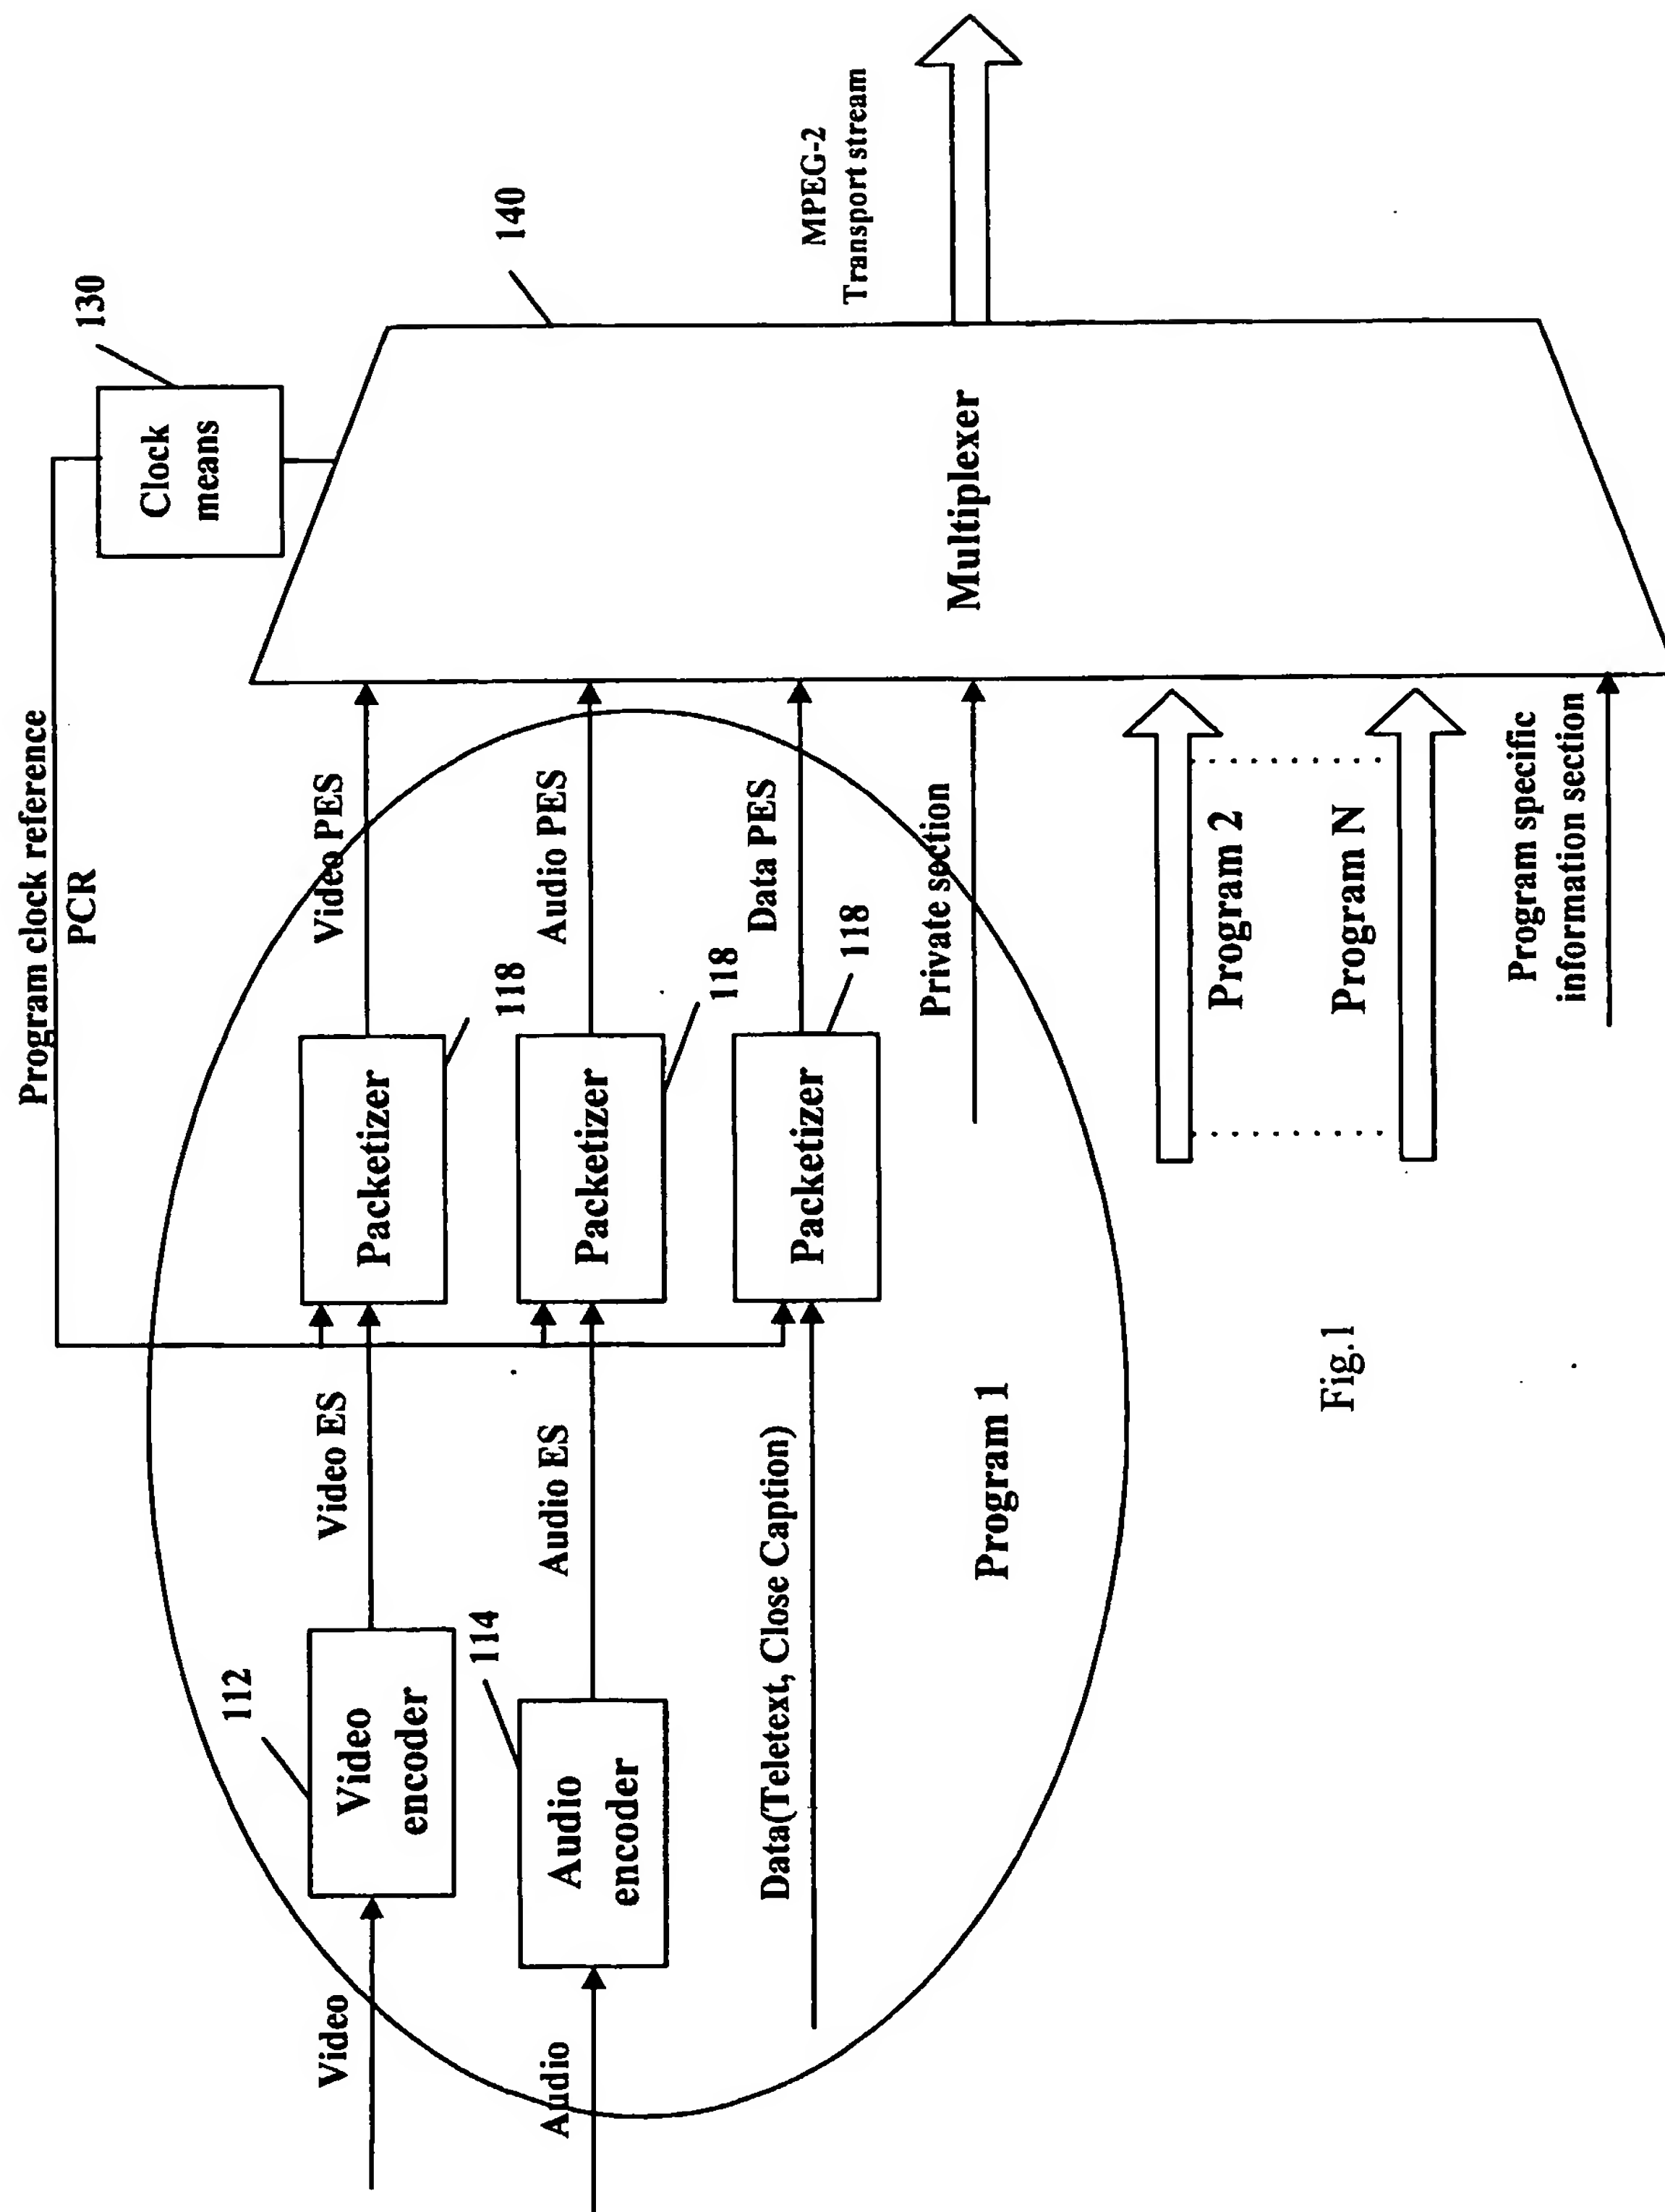 Program clock reference
PCR
130
Clock
means
140
MPEG-2
Transport stream
Multiplexer
Video
112
Video
encoder
Video ES
Packetizer
118
Video PES
Audio
114
Audio
encoder
Audio ES
Packetizer
118
Audio PES
Data(Teletext, Close Caption)
Packetizer
118
Data PES
Private section
Program 1
Program 2
Program N
Program specific
information section
Fig.1